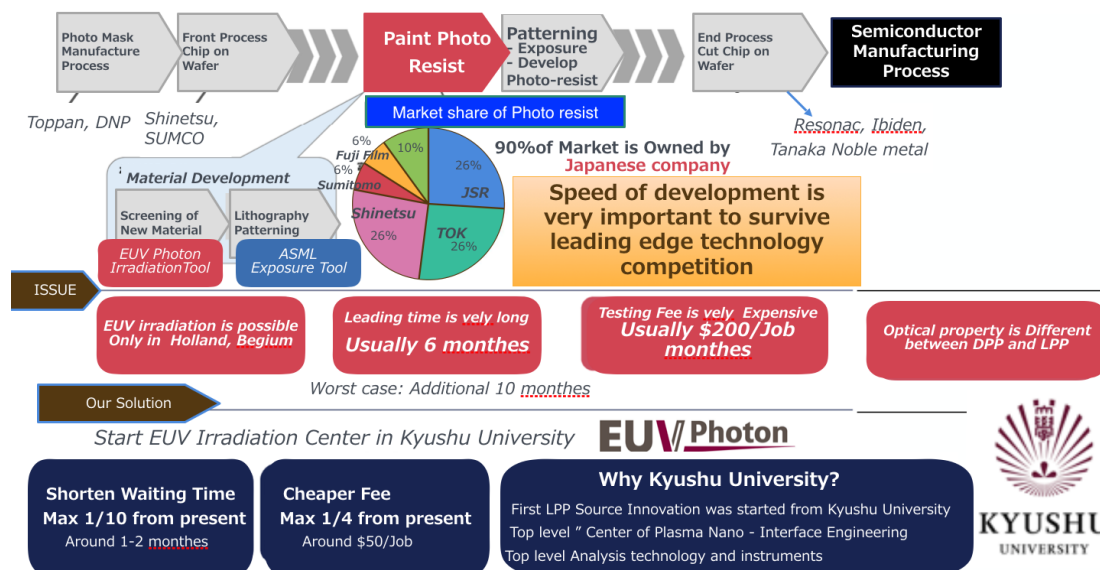 Photo Mask
Manufacture
Process
Front Process
Chip on
Wafer
Paint Photo
Resist
Patterning
- Exposure
- Develop
Photo-resist
End Process
Cut Chip on
Wafer
Semiconductor
Manufacturing
Process
Toppan, DNP
Shinetsu,
SUMCO
Market share of Photo resist
Resonac, Ibiden,
Tanaka Noble metal
Material Development
Screening of
New Material
Lithography
Patterning
EUV Photon
IrradiationTool
ASML
Exposure Tool
6%
Fuji Film
10%
26%
JSR
6%
Sumitomo
Shinetsu
26%
TOK
26%
90%of Market is Owned by
Japanese company
Speed of development is
very important to survive
leading edge technology
competition
ISSUE
EUV irradiation is possible
Only in Holland, Begium
Leading time is vely long
Usually 6 monthes
Testing Fee is vely Expensive
Usually $200/Job
monthes
Optical property is Different
between DPP and LPP
Worst case: Additional 10 monthes
Our Solution
Start EUV Irradiation Center in Kyushu University
EUV Photon
Shorten Waiting Time
Max 1/10 from present
Around 1-2 monthes
Cheaper Fee
Max 1/4 from present
Around $50/Job
Why Kyushu University?
First LPP Source Innovation was started from Kyushu University
Top level ” Center of Plasma Nano - Interface Engineering
Top level Analysis technology and instruments
KYUSHU
UNIVERSITY